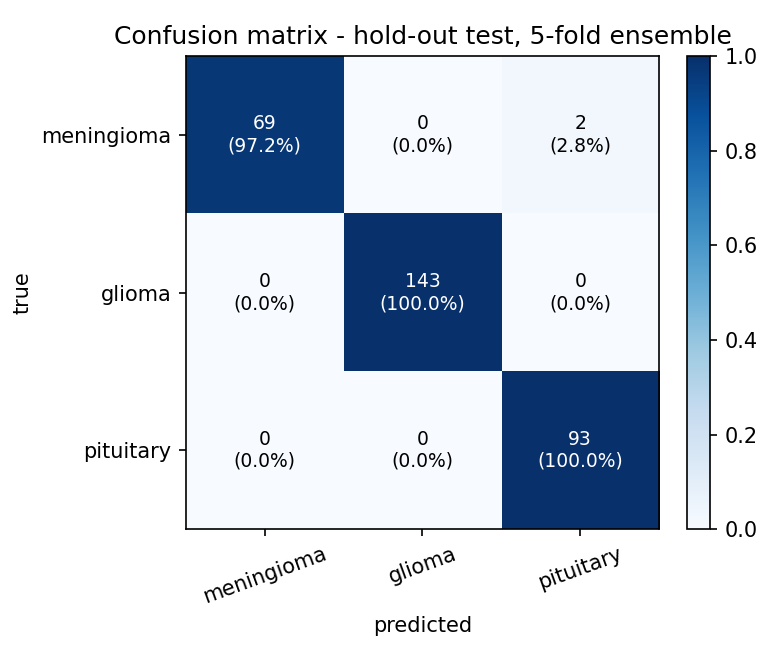 Confusion matrix - hold-out test, 5-fold ensemble
meningioma
69
(97.2%)
0
(0.0%)
2
(2.8%)
glioma
0
(0.0%)
143
(100.0%)
0
(0.0%)
pituitary
0
(0.0%)
0
(0.0%)
93
(100.0%)
true
meningioma
glioma
pituitary
predicted
1.0
0.8
0.6
0.4
0.2
0.0